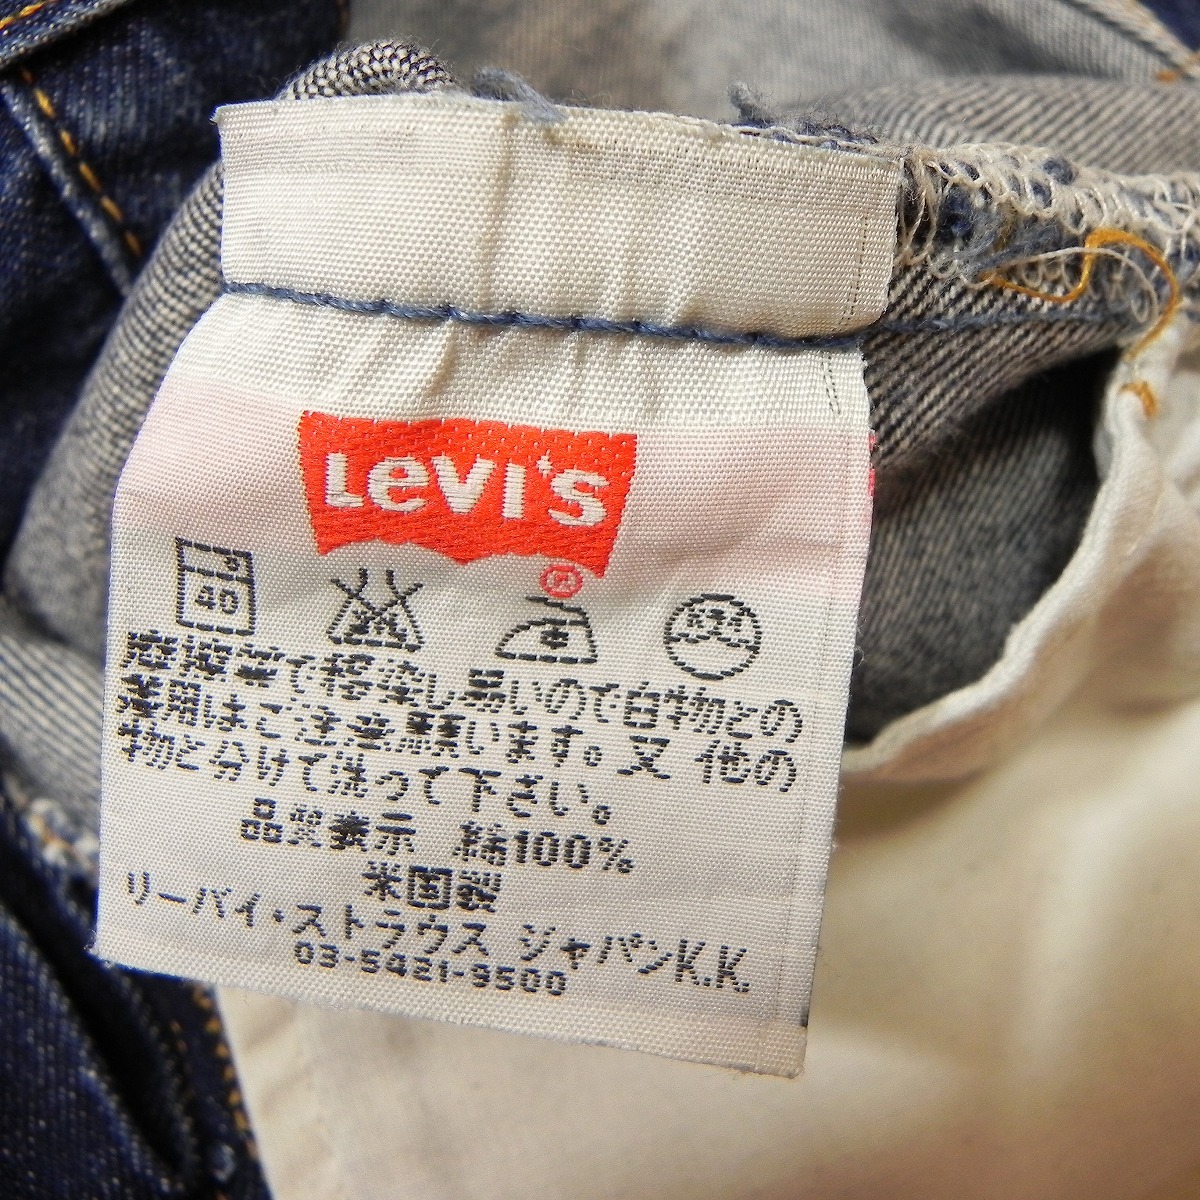 LEVI'S
®
40
摩擦等で移染し易いので白物との
着用はご注意願います。又 他の
物と分けて洗って下さい。
品質表示 綿100%
米国製
リーバイ・ストラウス ジャパンK.K.
03-5421-9500